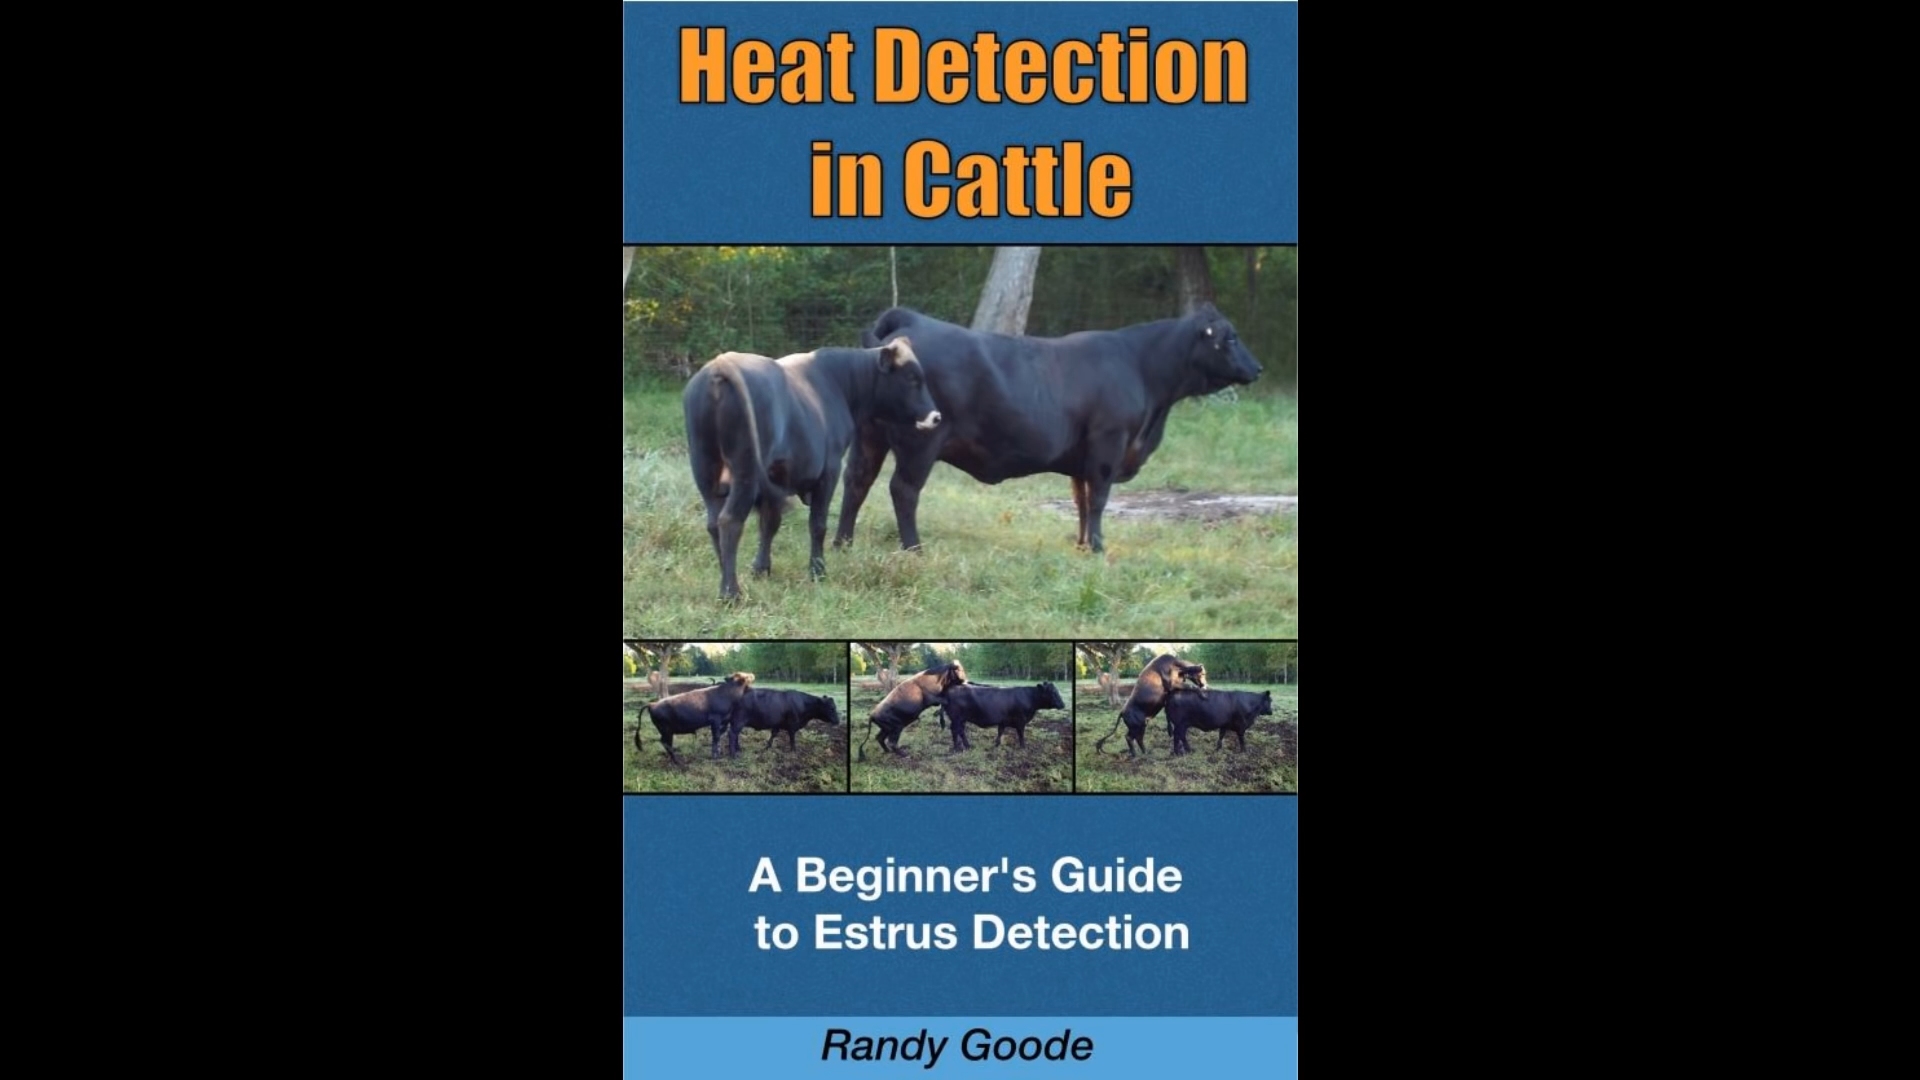 Heat Detection
in Cattle
A Beginner's Guide
to Estrus Detection
Randy Goode